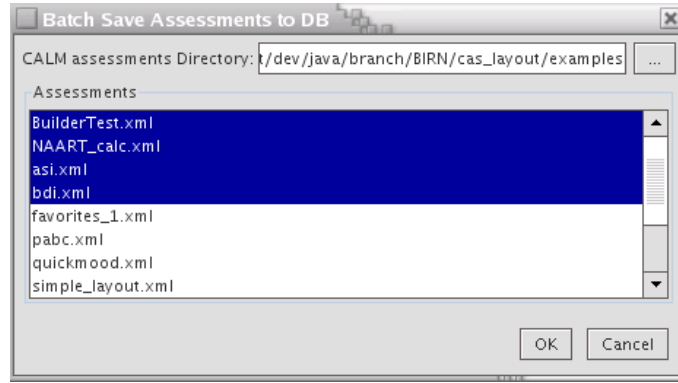 Batch Save Assessments to DB
CALM assessments Directory: t/dev/java/branch/BIRN/cas_layout/examples ...
Assessments
BuilderTest.xml
NAART_calc.xml
asi.xml
bdi.xml
favorites_1.xml
pabc.xml
quickmood.xml
simple_layout.xml
OK Cancel